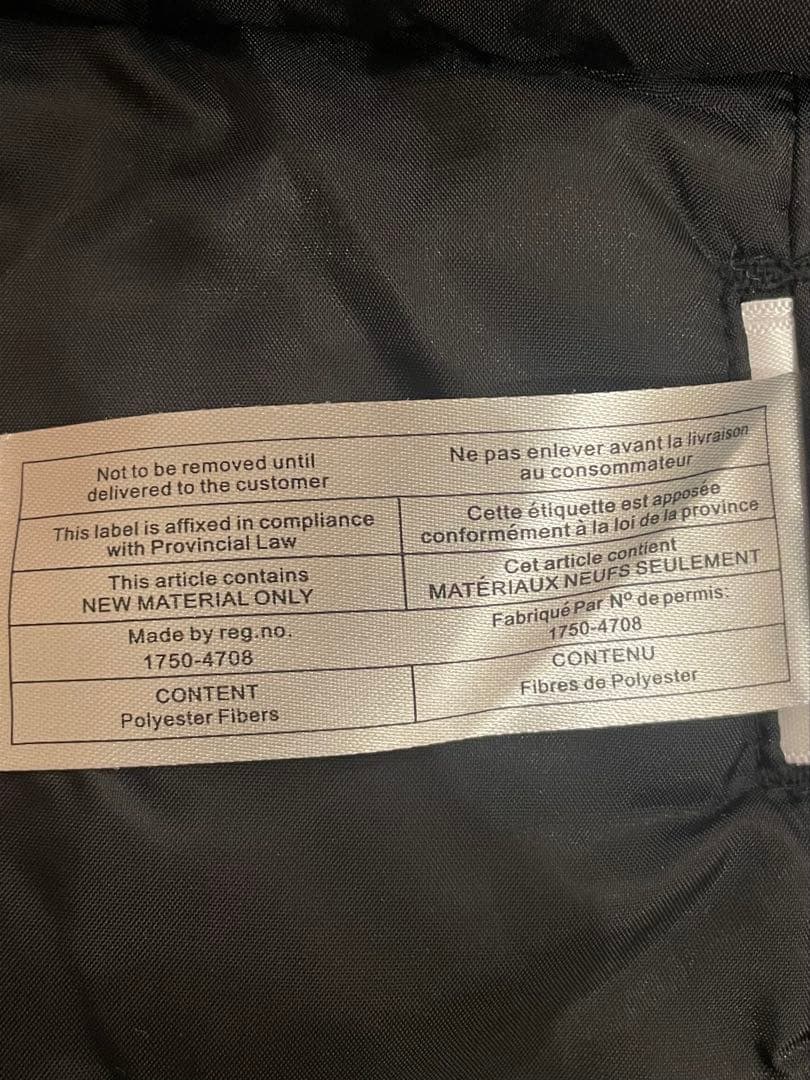 Not to be removed until
delivered to the customer
Ne pas enlever avant la livraison
au consommateur
This label is affixed in compliance
with Provincial Law
Cette étiquette est apposée
conformément à la loi de la province
This article contains
NEW MATERIAL ONLY
Cet article contient
MATÉRIAUX NEUFS SEULEMENT
Made by reg.no.
1750-4708
Fabriqué Par Nº de permis:
1750-4708
CONTENT
Polyester Fibers
CONTENU
Fibres de Polyester